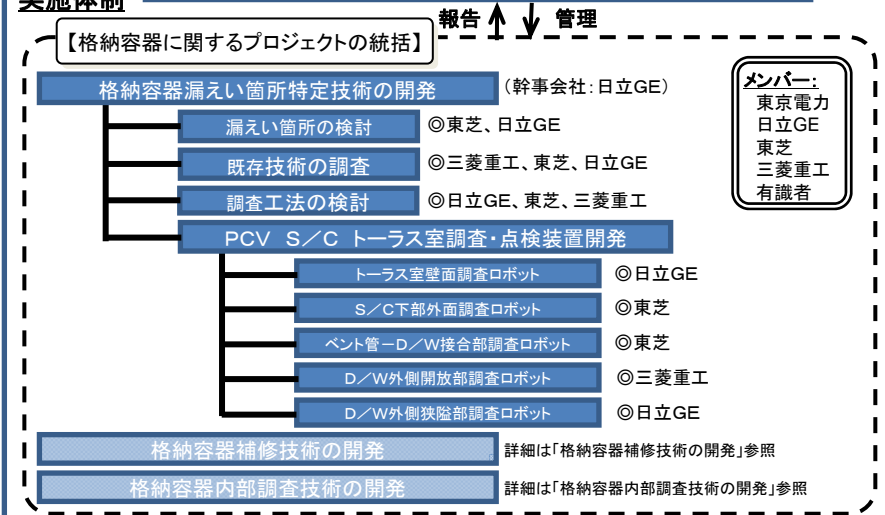 実施体制
報告 管理
【格納容器に関するプロジェクトの統括】
格納容器漏えい箇所特定技術の開発 (幹事会社:日立GE)
漏えい箇所の検討 ◎東芝、日立GE
既存技術の調査 ◎三菱重工、東芝、日立GE
調査工法の検討 ◎日立GE、東芝、三菱重工
PCV S/C トーラス室調査・点検装置開発
トーラス室壁面調査ロボット ◎日立GE
S/C下部外面調査ロボット ◎東芝
ベント管-D/W接合部調査ロボット ◎東芝
D/W外側開放部調査ロボット ◎三菱重工
D/W外側狭隘部調査ロボット ◎日立GE
格納容器補修技術の開発 詳細は「格納容器補修技術の開発」参照
格納容器内部調査技術の開発 詳細は「格納容器内部調査技術の開発」参照
メンバー:
東京電力
日立GE
東芝
三菱重工
有識者